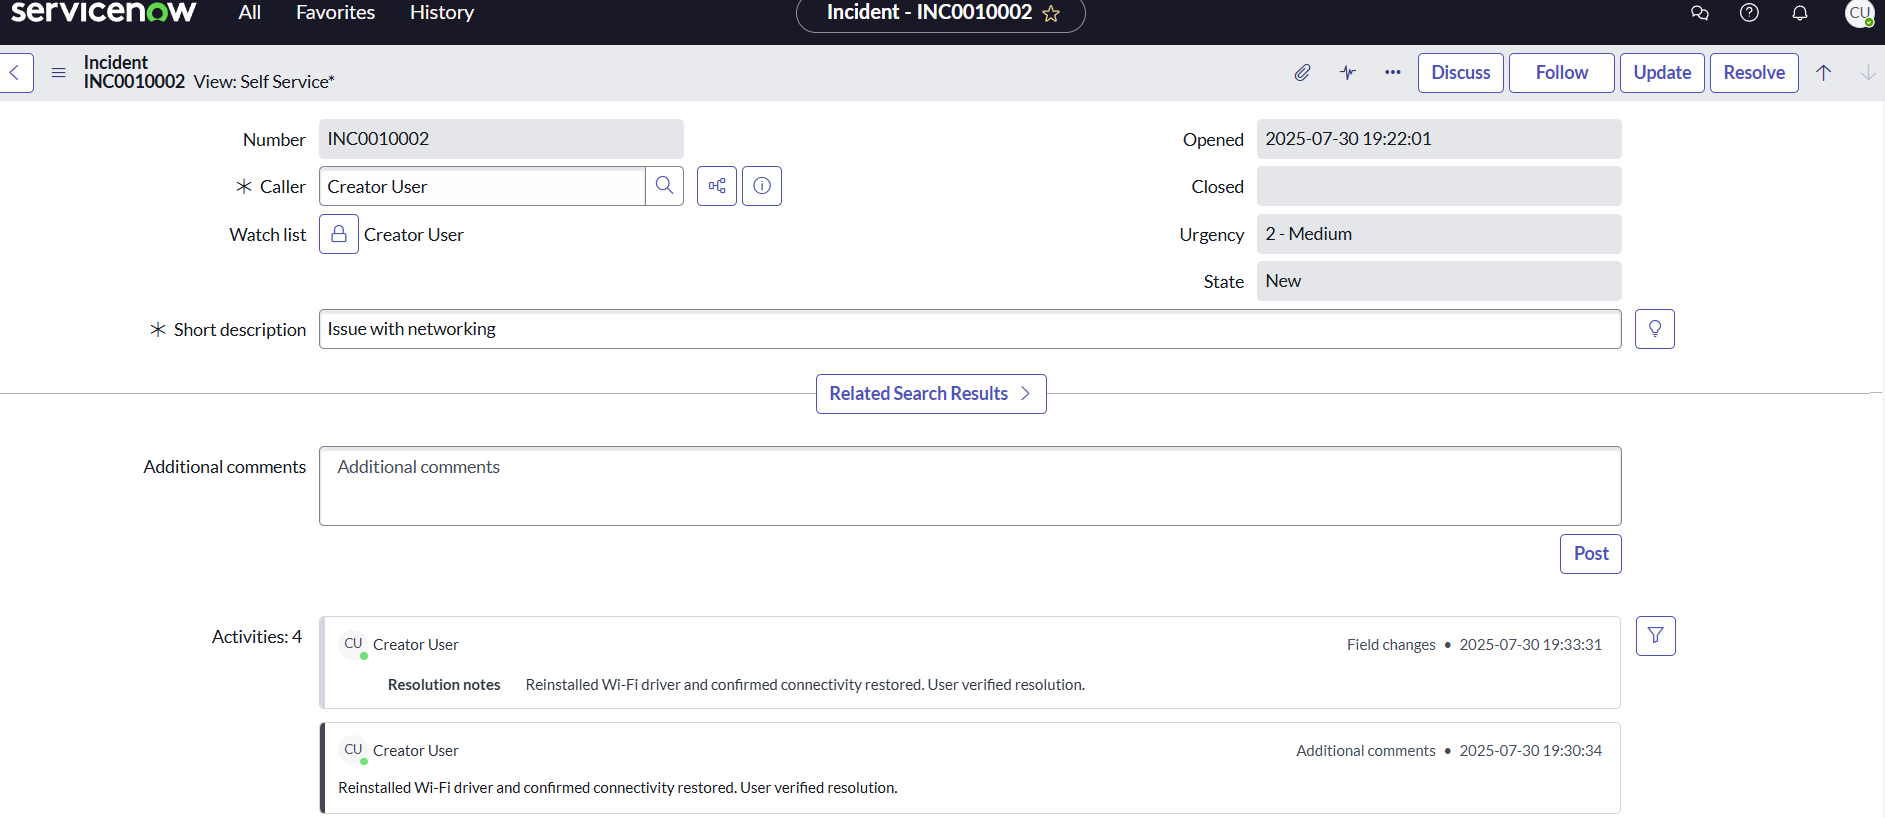 servicenow All Favorites History Incident - INC0010002 CU
Incident
INC0010002 View: Self Service*
Discuss Follow Update Resolve
Number INC0010002 Opened 2025-07-30 19:22:01
Caller Creator User Closed
Watch list Creator User Urgency 2 - Medium
State New
Short description Issue with networking
Related Search Results
Additional comments Additional comments
Post
Activities: 4
CU Creator User Field changes • 2025-07-30 19:33:31
Resolution notes Reinstalled Wi-Fi driver and confirmed connectivity restored. User verified resolution.
CU Creator User Additional comments • 2025-07-30 19:30:34
Reinstalled Wi-Fi driver and confirmed connectivity restored. User verified resolution.